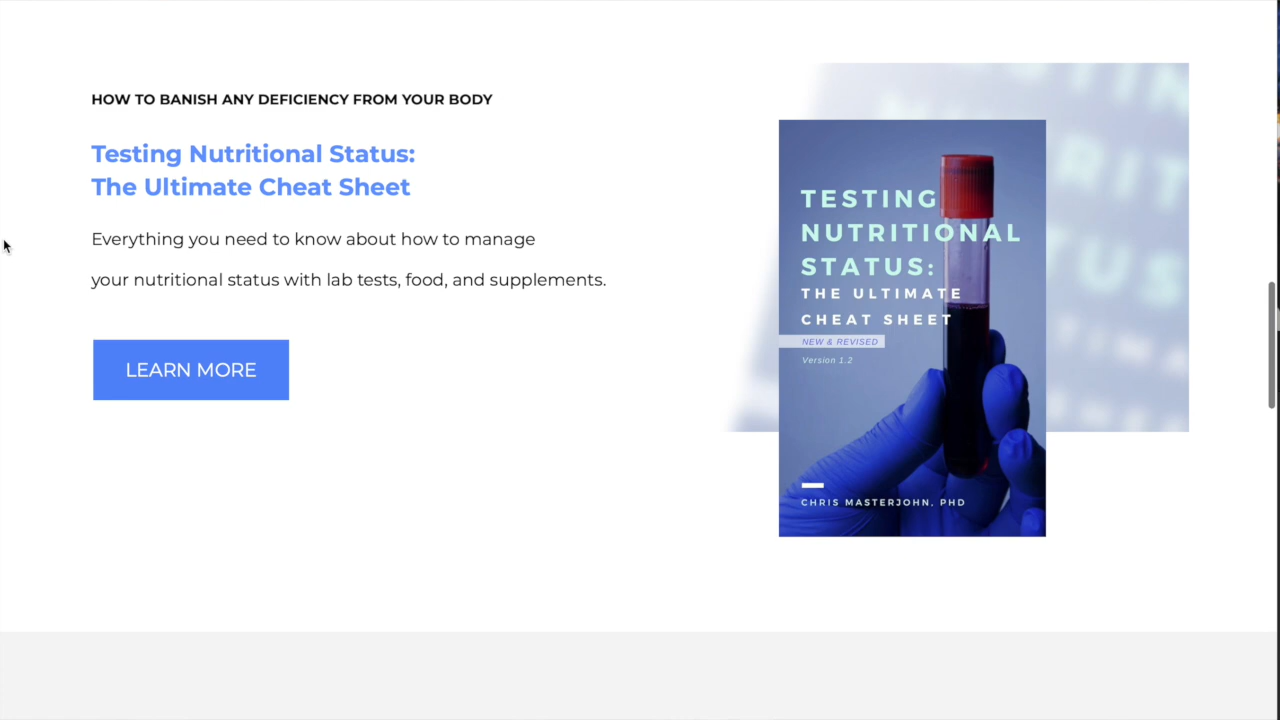 HOW TO BANISH ANY DEFICIENCY FROM YOUR BODY
Testing Nutritional Status:
The Ultimate Cheat Sheet
Everything you need to know about how to manage
your nutritional status with lab tests, food, and supplements.
LEARN MORE
TESTING
NUTRITIONAL
STATUS:
THE ULTIMATE
CHEAT SHEET
NEW & REVISED
Version 1.2
CHRIS MASTERJOHN, PHD